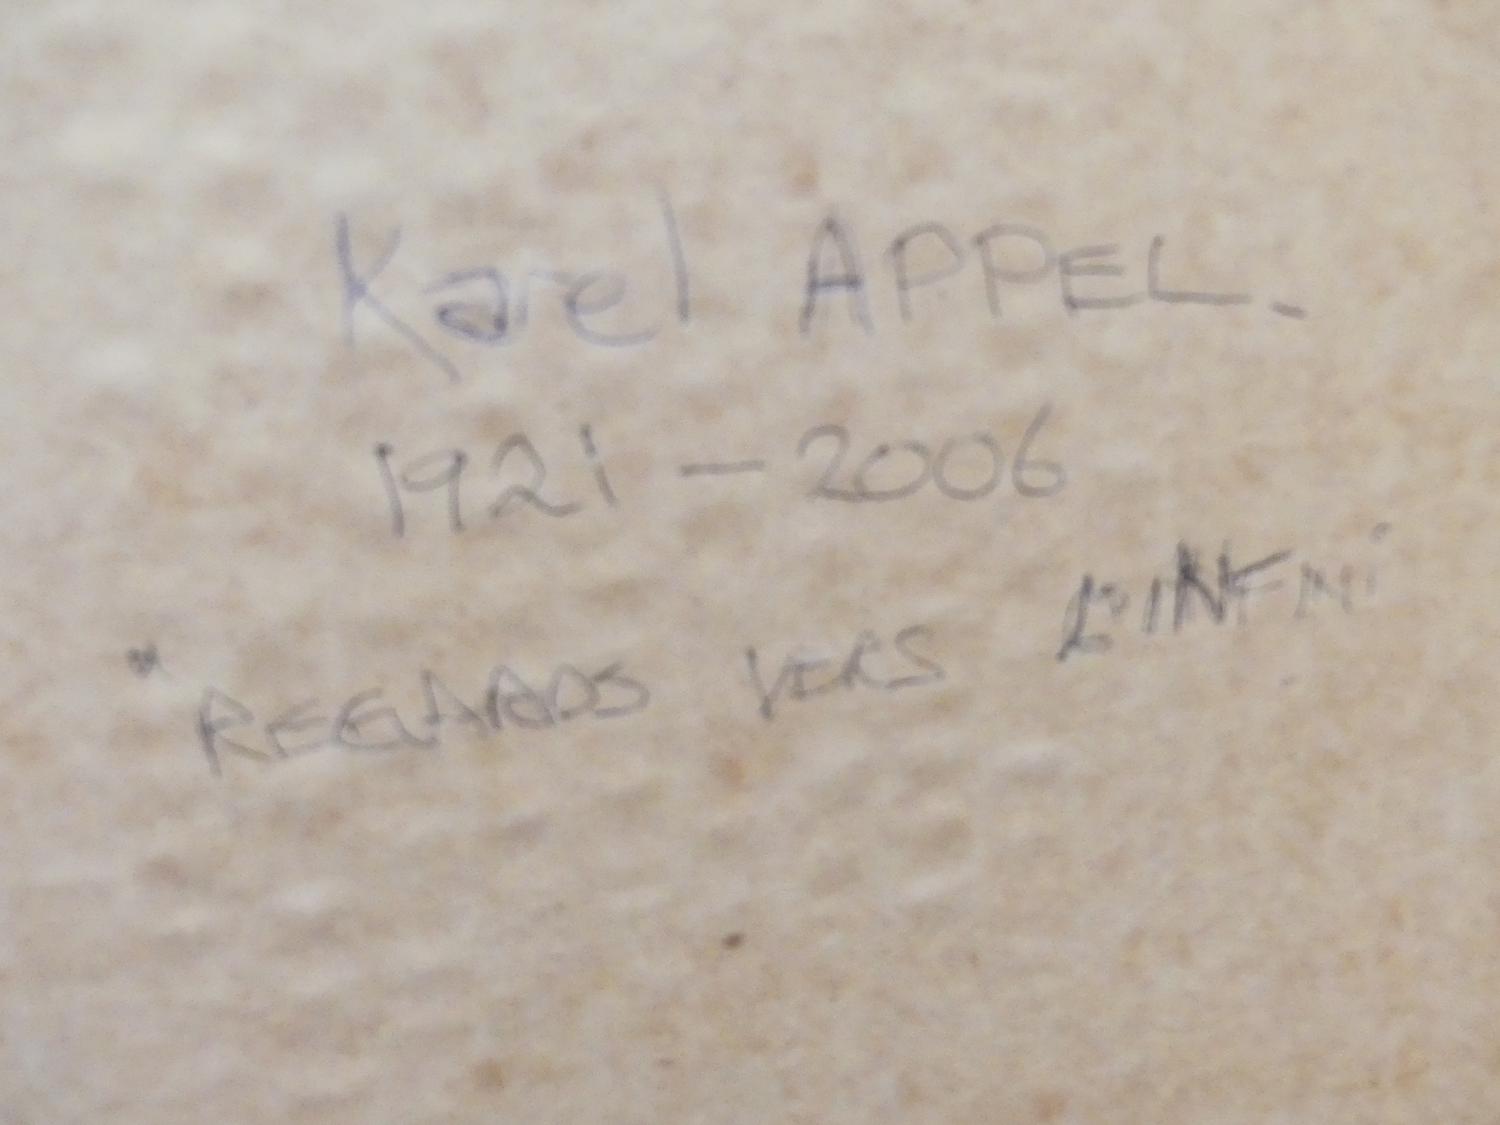 Karel APPEL.
1921 - 2006
"REGARDS VERS L'INFINI